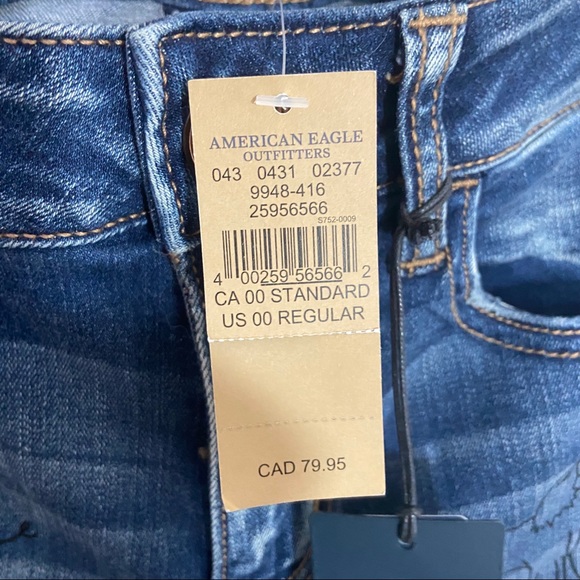 AMERICAN EAGLE
OUTFITTERS
043 0431 02377
9948-416
25956566
S752-0009
4 00259 56566 2
CA 00 STANDARD
US 00 REGULAR
CAD 79.95